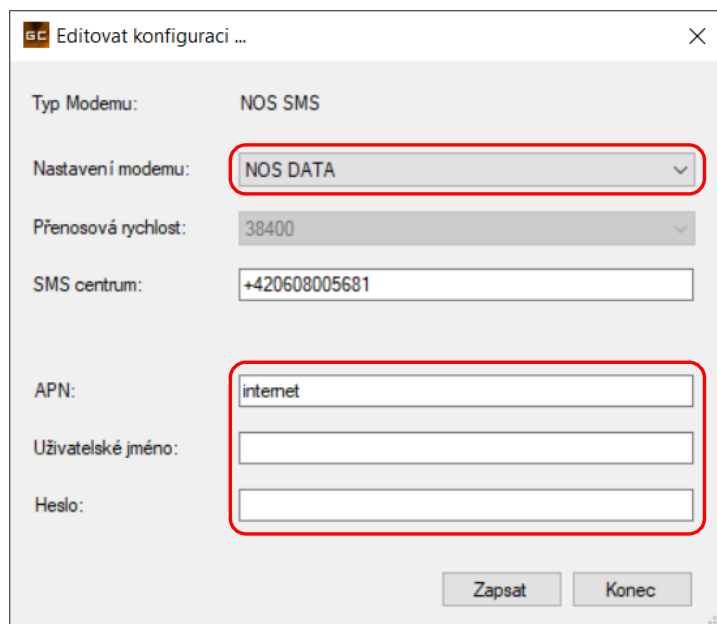 GC Editovat konfiguraci ...
Typ Modemu: NOS SMS
Nastavení modemu: NOS DATA
Přenosová rychlost: 38400
SMS centrum: +420608005681
APN: internet
Uživatelské jméno:
Heslo:
Zapsat Konec